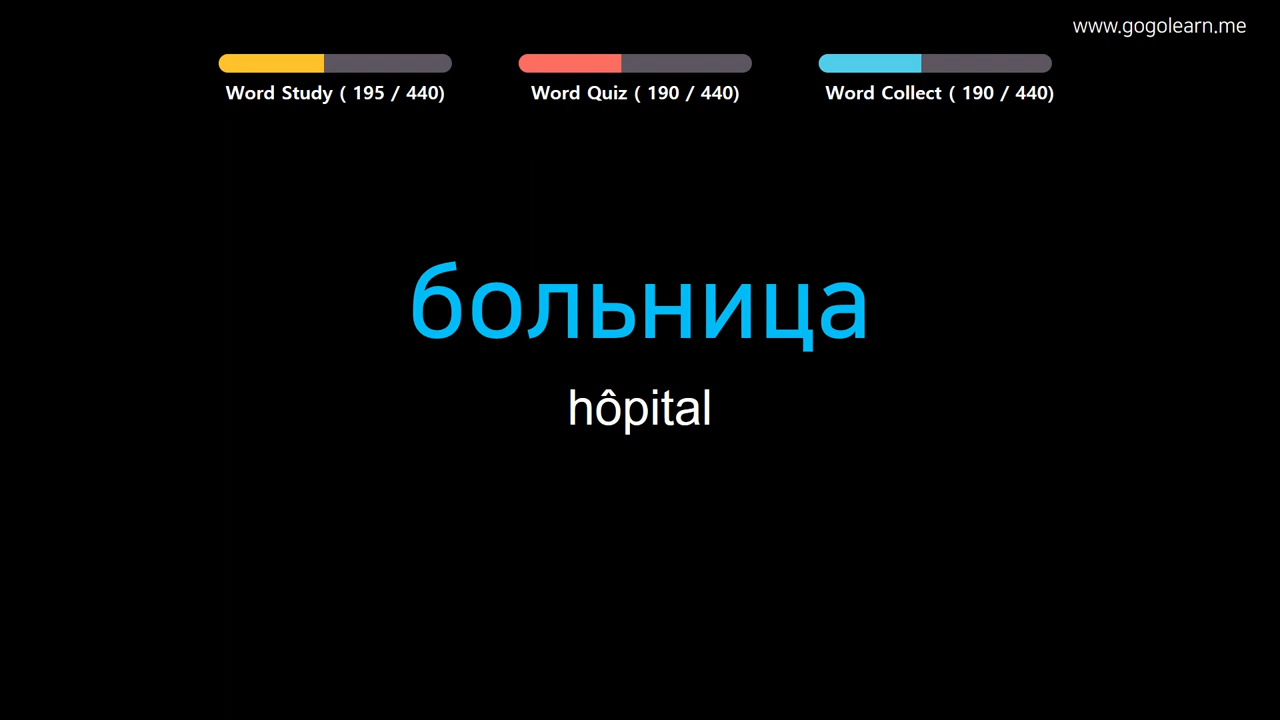 www.gogolearn.me
Word Study ( 195 / 440)
Word Quiz ( 190 / 440)
Word Collect ( 190 / 440)
больница
hôpital